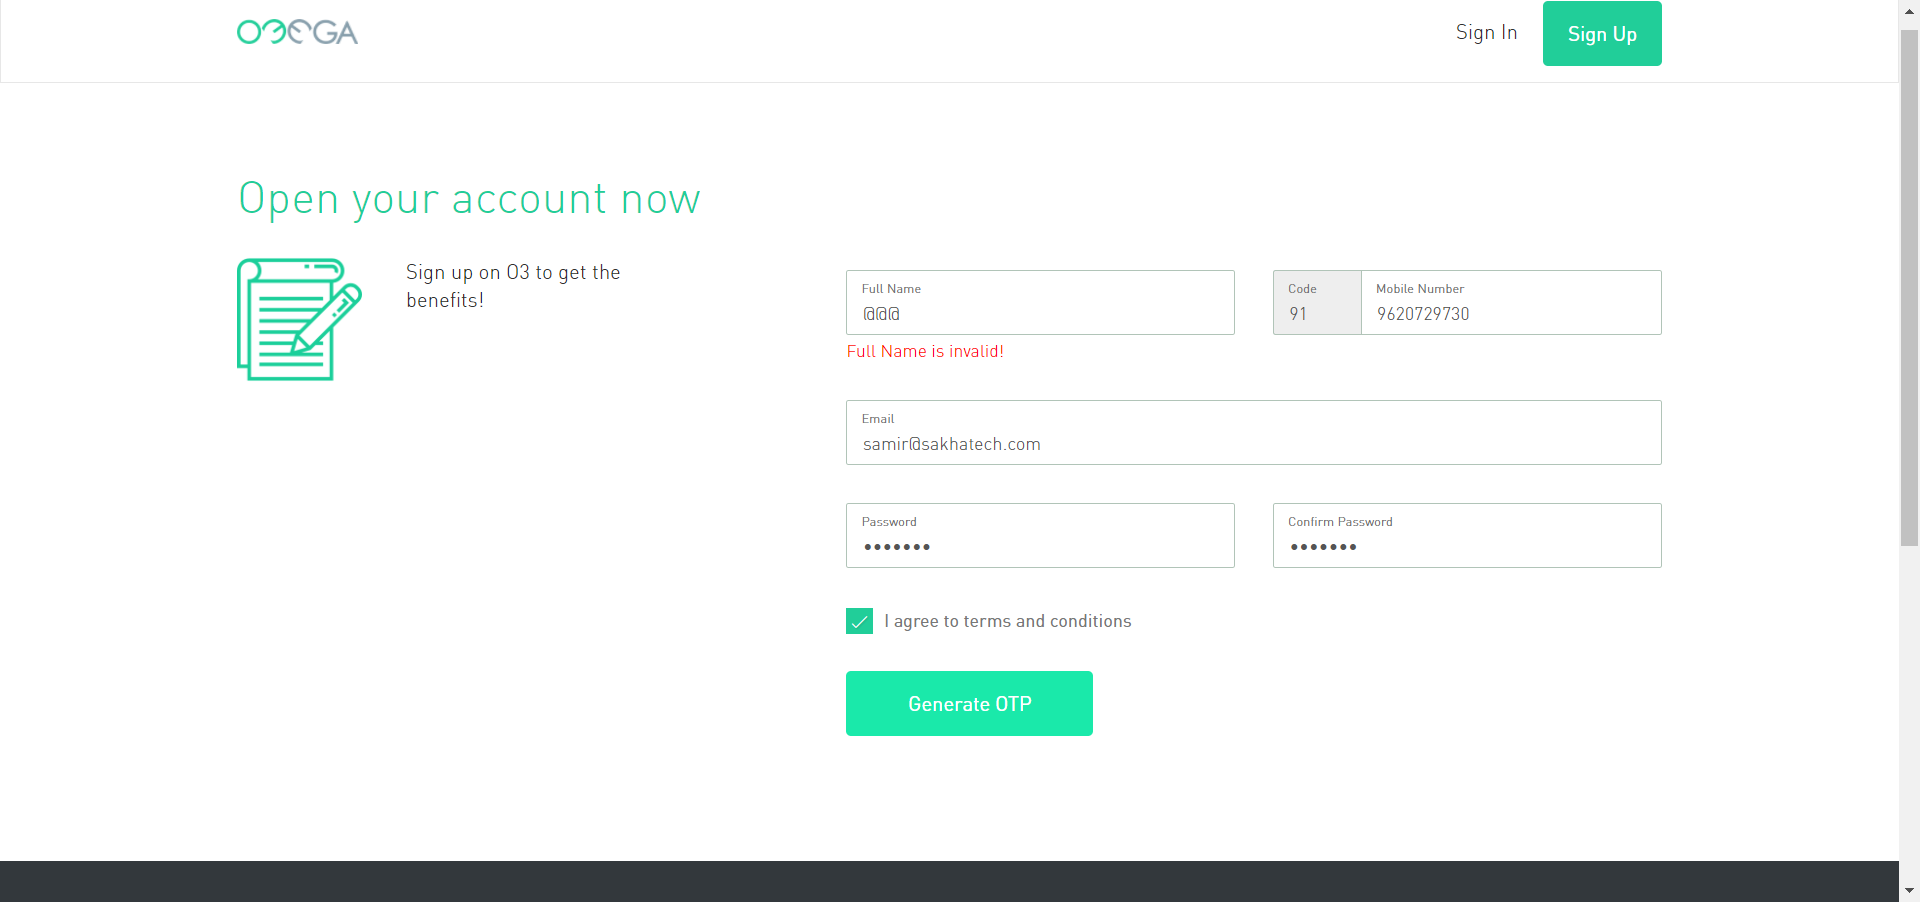 O3EGA
Sign In
Sign Up
Open your account now
Sign up on O3 to get the
benefits!
Full Name
@@@
Full Name is invalid!
Code
91
Mobile Number
9620729730
Email
samir@sakhatech.com
Password
•••••••
Confirm Password
•••••••
I agree to terms and conditions
Generate OTP